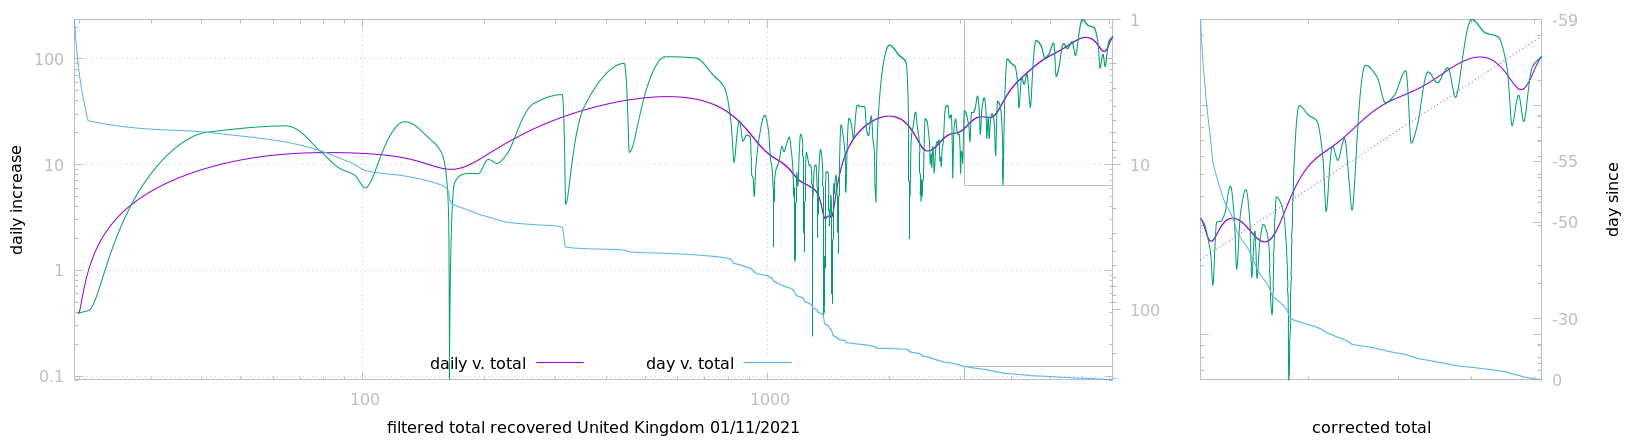 1
-59
100
daily increase
10
10
-55
-50
day since
1
100
-30
daily v. total
day v. total
0.1
0
100
1000
filtered total recovered United Kingdom 01/11/2021
corrected total